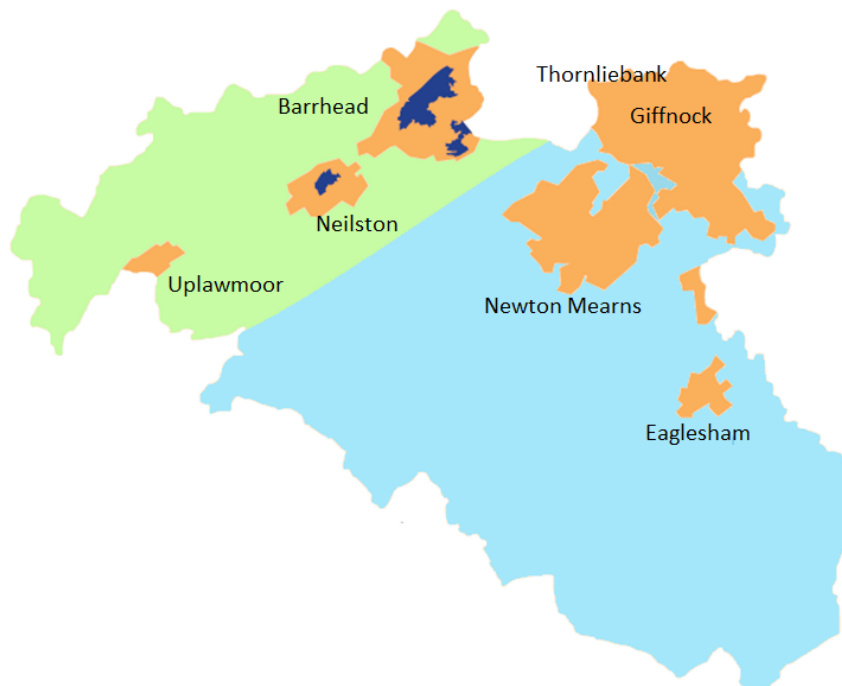 Thornliebank
Barrhead
Giffnock
Neilston
Uplawmoor
Newton Mearns
Eaglesham